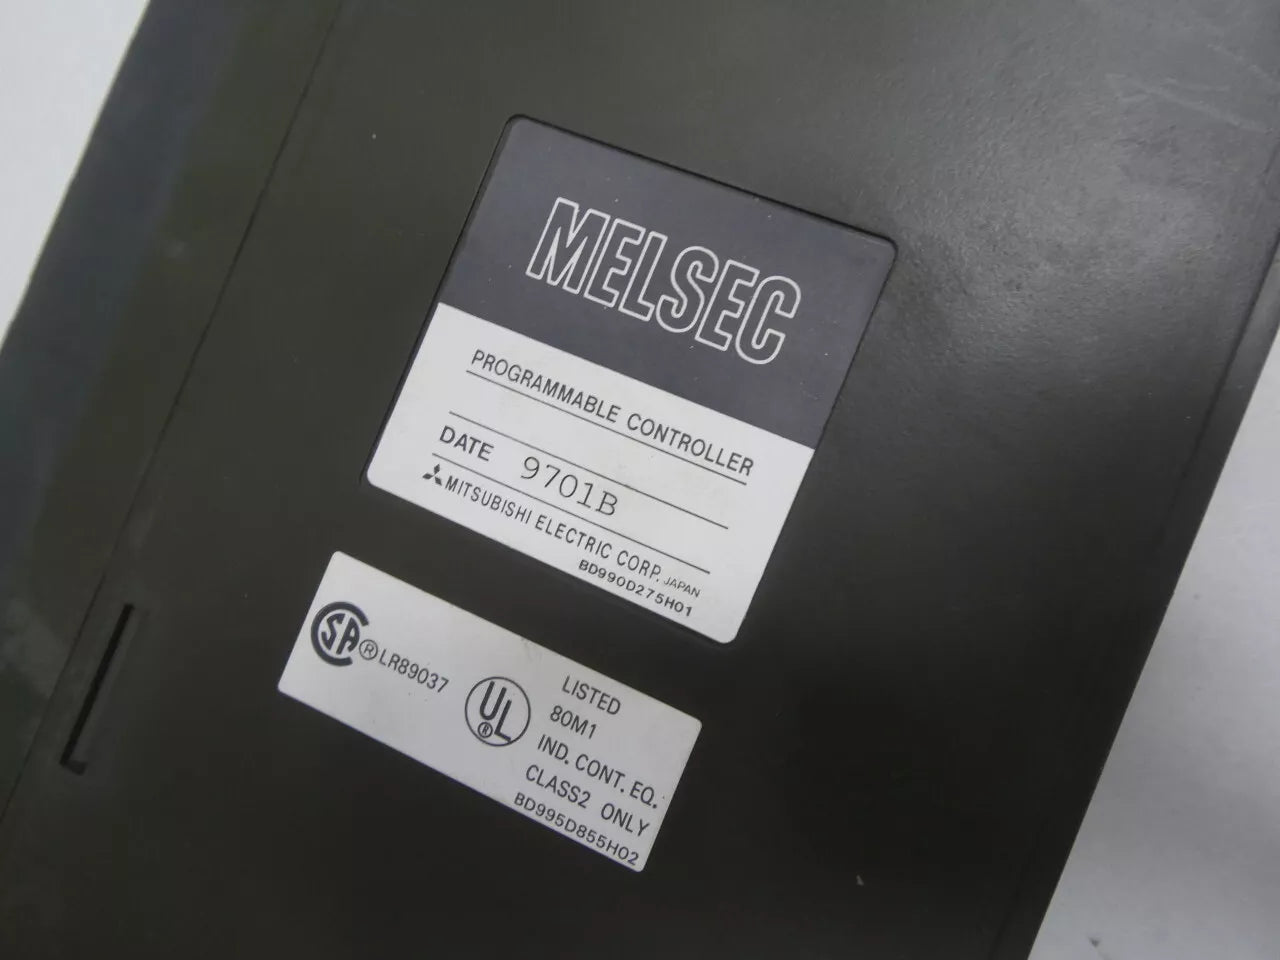 MELSEC
PROGRAMMABLE CONTROLLER
DATE 9701B
MITSUBISHI ELECTRIC CORP. JAPAN
BD990D275H01
SA ® LR89037
UL ®
LISTED
80M1
IND. CONT. EQ.
CLASS2 ONLY
BD995D855H02